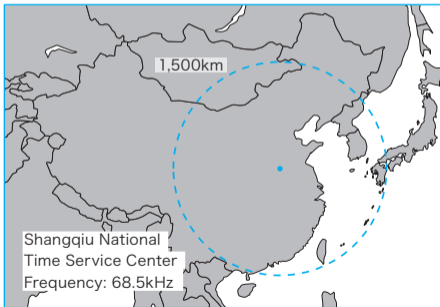 1,500km
Shangqiu National
Time Service Center
Frequency: 68.5kHz